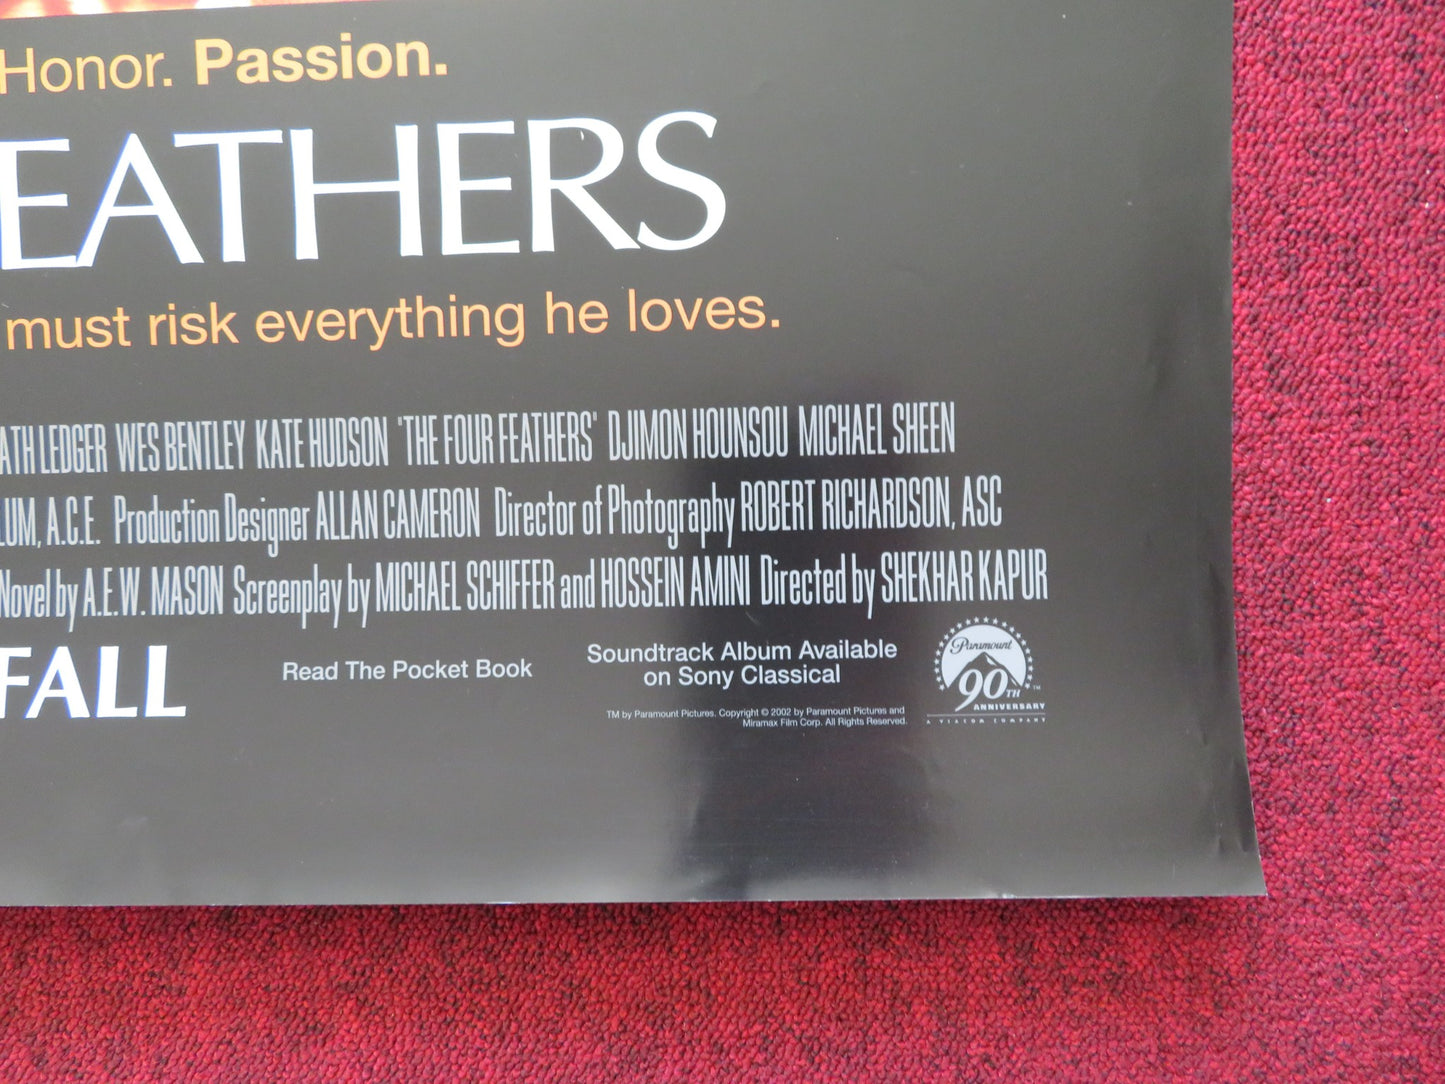 Honor. Passion.
EATHERS
must risk everything he loves.
ATH LEDGER WES BENTLEY KATE HUDSON "THE FOUR FEATHERS" DJIMON HOUNSOU MICHAEL SHEEN
LUM, A.C.E. Production Designer ALLAN CAMERON Director of Photography ROBERT RICHARDSON, ASC
Novel by A.E.W. MASON Screenplay by MICHAEL SCHIFFER and HOSSEIN AMINI Directed by SHEKHAR KAPUR
FALL
Read The Pocket Book
Soundtrack Album Available
on Sony Classical
TM by Paramount Pictures. Copyright © 2002 by Paramount Pictures and
Miramax Film Corp. All Rights Reserved.
Paramount
90TH
ANNIVERSARY
A VIACOM COMPANY
TM